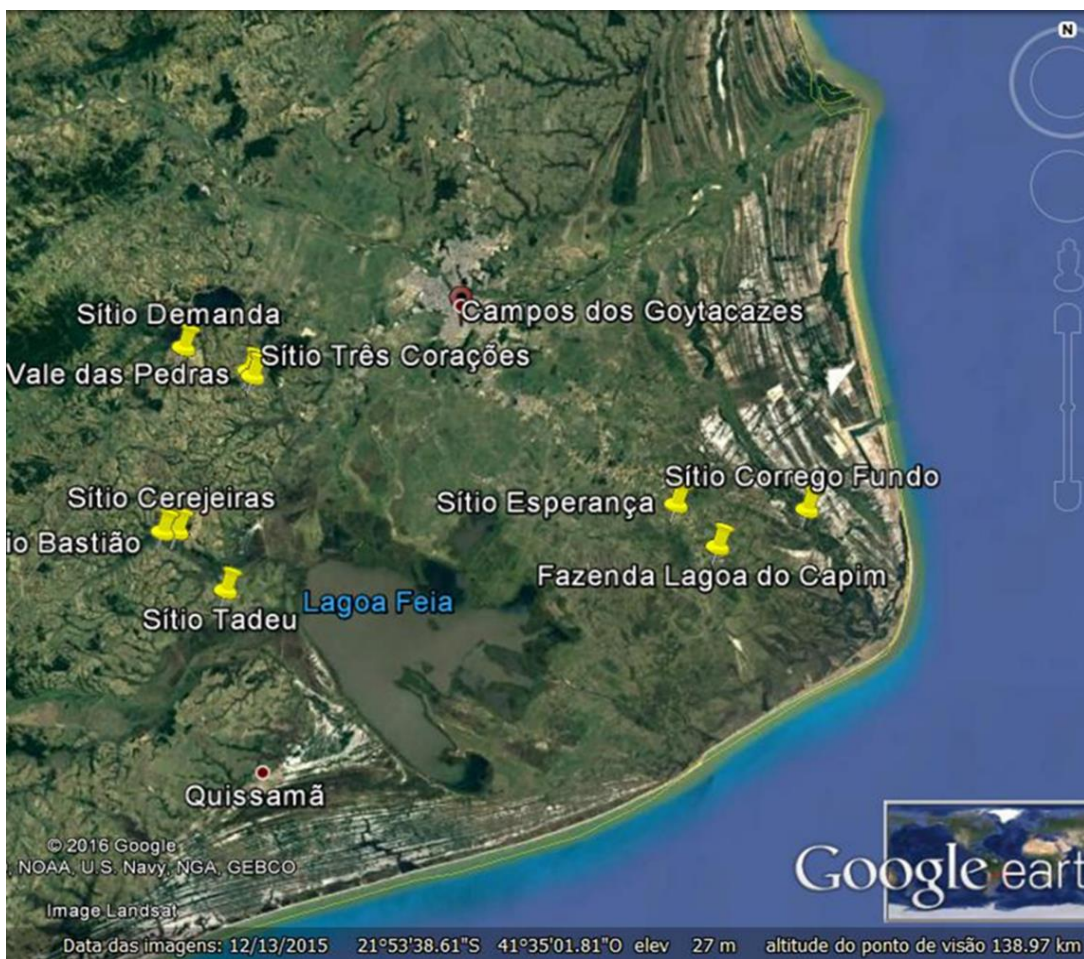 N
Campos dos Goytacazes
Sítio Demanda
Sítio Três Corações
Vale das Pedras
Sítio Corrego Fundo
Sítio Cerejeiras
Sítio Esperança
io Bastião
Fazenda Lagoa do Capim
Lagoa Feia
Sítio Tadeu
Quissamã
© 2016 Google
, NOAA, U.S. Navy, NGA, GEBCO
Google eart
Image Landsat
Data das imagens: 12/13/2015 21°53'38.61"S 41°35'01.81"O elev 27 m altitude do ponto de visão 138.97 km